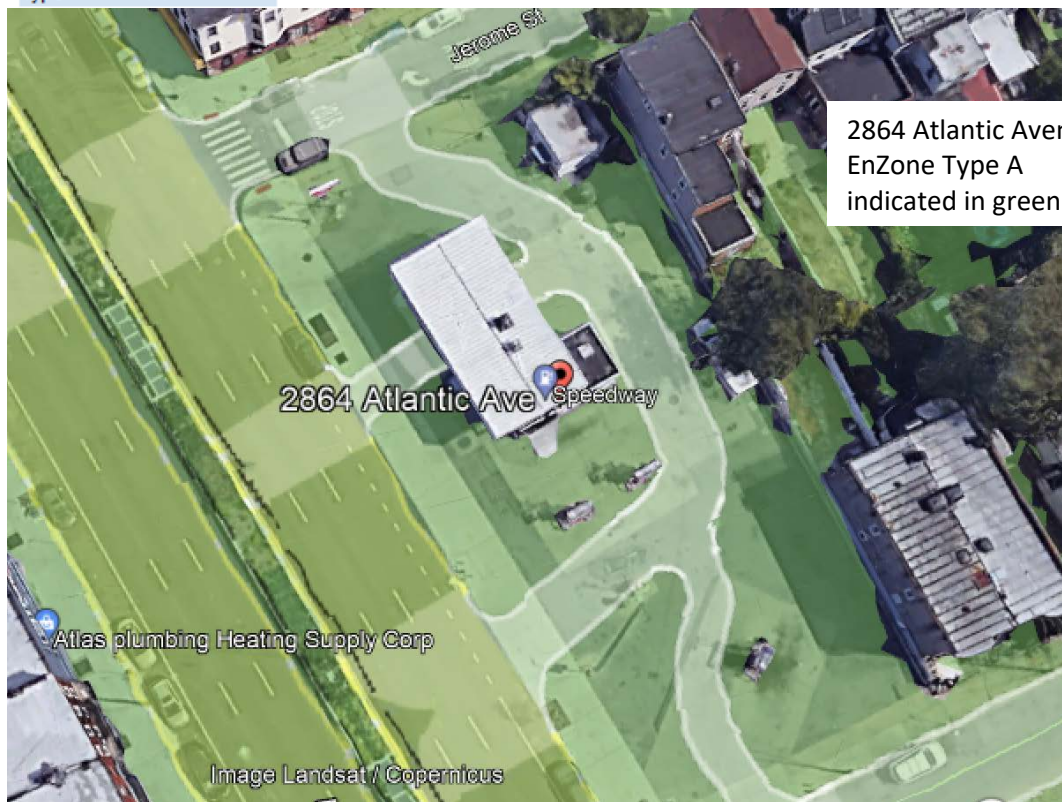 Jerome St
2864 Atlantic Aven
EnZone Type A
indicated in green
2864 Atlantic Ave
Speedway
Atlas plumbing Heating Supply Corp
Image Landsat / Copernicus